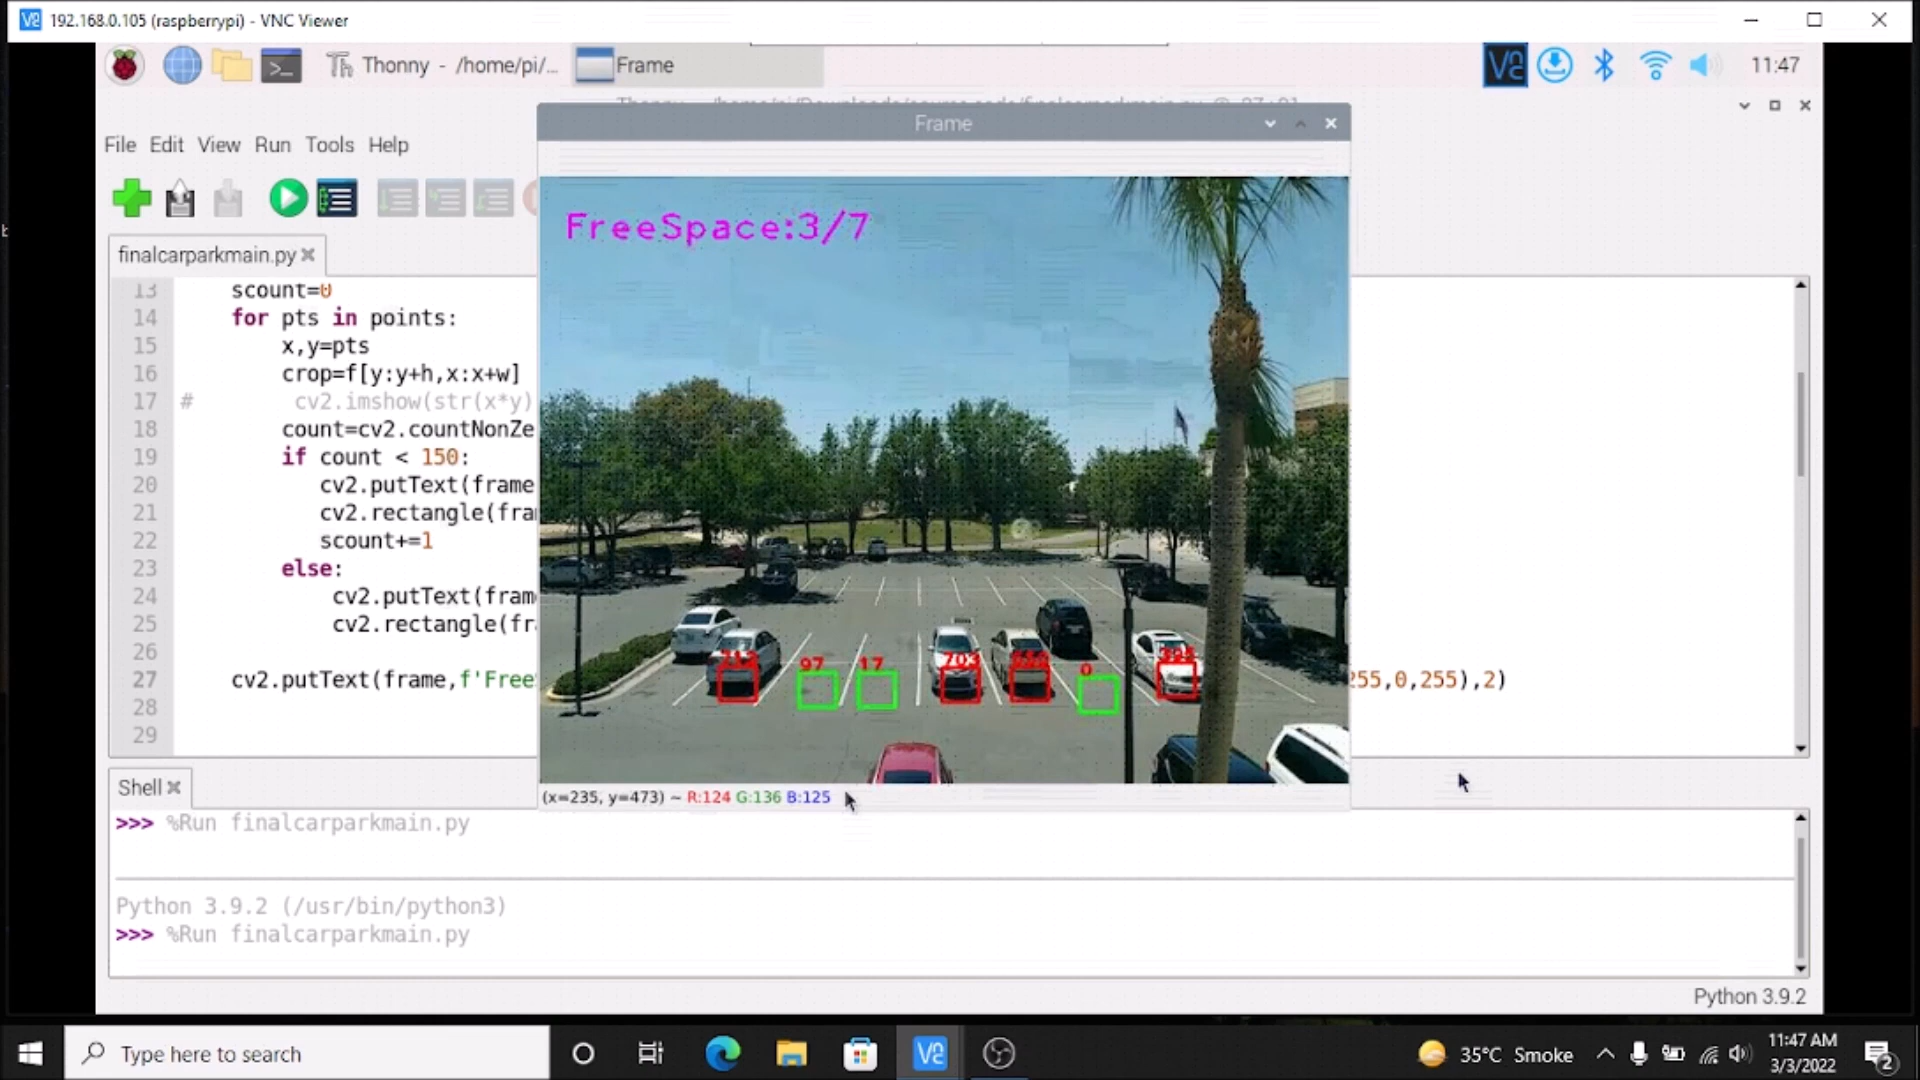 192.168.0.105 (raspberrypi) - VNC Viewer
Thonny - /home/pi/...
Frame
11:47
Frame
File Edit View Run Tools Help
FreeSpace:3/7
finalcarparkmain.py
13 scount=0
14 for pts in points:
15 x,y=pts
16 crop=f[y:y+h,x:x+w]
17 # cv2.imshow(str(x*y)
18 count=cv2.countNonZe
19 if count < 150:
20 cv2.putText(frame
21 cv2.rectangle(fra
22 scount+=1
23 else:
24 cv2.putText(fram
25 cv2.rectangle(fr
26
27 cv2.putText(frame,f'Free 255,0,255),2)
28
29
97 17 703 0
(x=235, y=473) ~ R:124 G:136 B:125
Shell
>>> %Run finalcarparkmain.py
Python 3.9.2 (/usr/bin/python3)
>>> %Run finalcarparkmain.py
Python 3.9.2
Type here to search
35°C Smoke
11:47 AM
3/3/2022
2